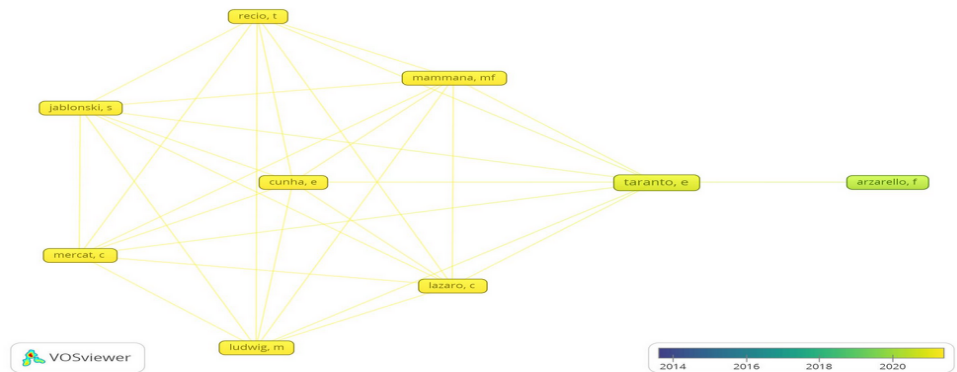 recio, t
mammana, mf
jablonski, s
cunha, e
taranto, e
arzarello, f
mercat, c
lazaro, c
ludwig, m
VOSviewer
2014 2016 2018 2020